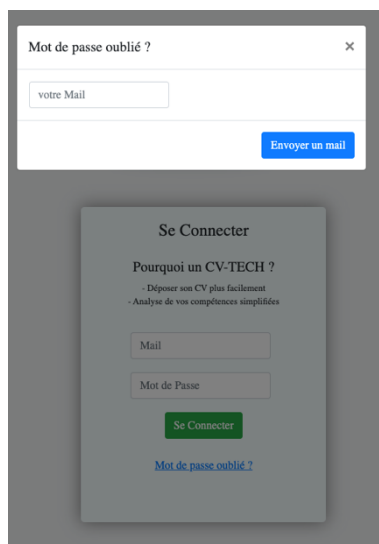 Mot de passe oublié ?
×
votre Mail
Envoyer un mail
Se Connecter
Pourquoi un CV-TECH ?
- Déposer son CV plus facilement
- Analyse de vos compétences simplifiées
Mail
Mot de Passe
Se Connecter
Mot de passe oublié ?